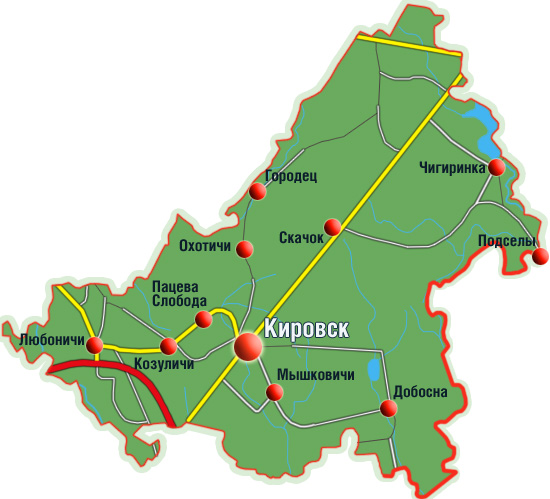 Чигиринка
Городец
Скачок
Подселы
Охотичи
Пацева
Слобода
Кировск
Любоничи
Козуличи
Мышковичи
Добосна